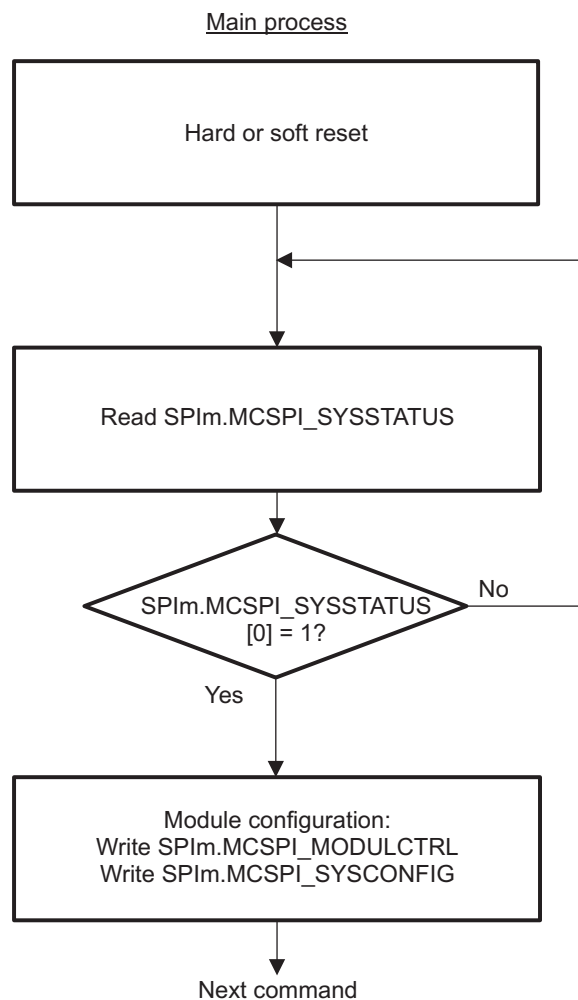 Main process
Hard or soft reset
Read SPIm.MCSPI_SYSSTATUS
SPIm.MCSPI_SYSSTATUS
[0] = 1?
No
Yes
Module configuration:
Write SPIm.MCSPI_MODULCTRL
Write SPIm.MCSPI_SYSCONFIG
Next command